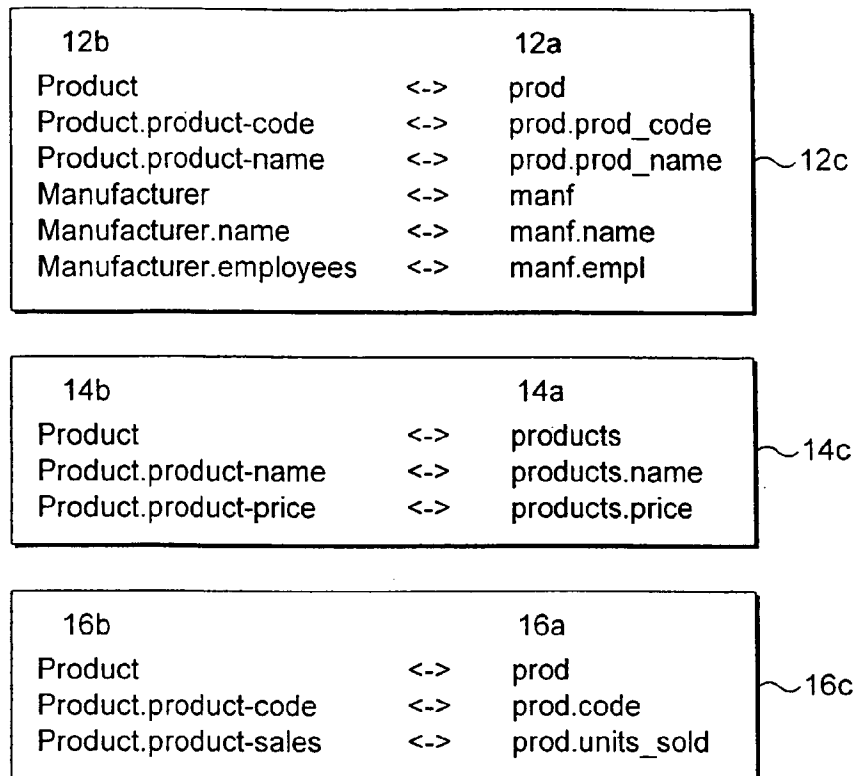 12b 12a
Product <-> prod
Product.product-code <-> prod.prod_code
Product.product-name <-> prod.prod_name
Manufacturer <-> manf
Manufacturer.name <-> manf.name
Manufacturer.employees <-> manf.empl
12c
14b 14a
Product <-> products
Product.product-name <-> products.name
Product.product-price <-> products.price
14c
16b 16a
Product <-> prod
Product.product-code <-> prod.code
Product.product-sales <-> prod.units_sold
16c